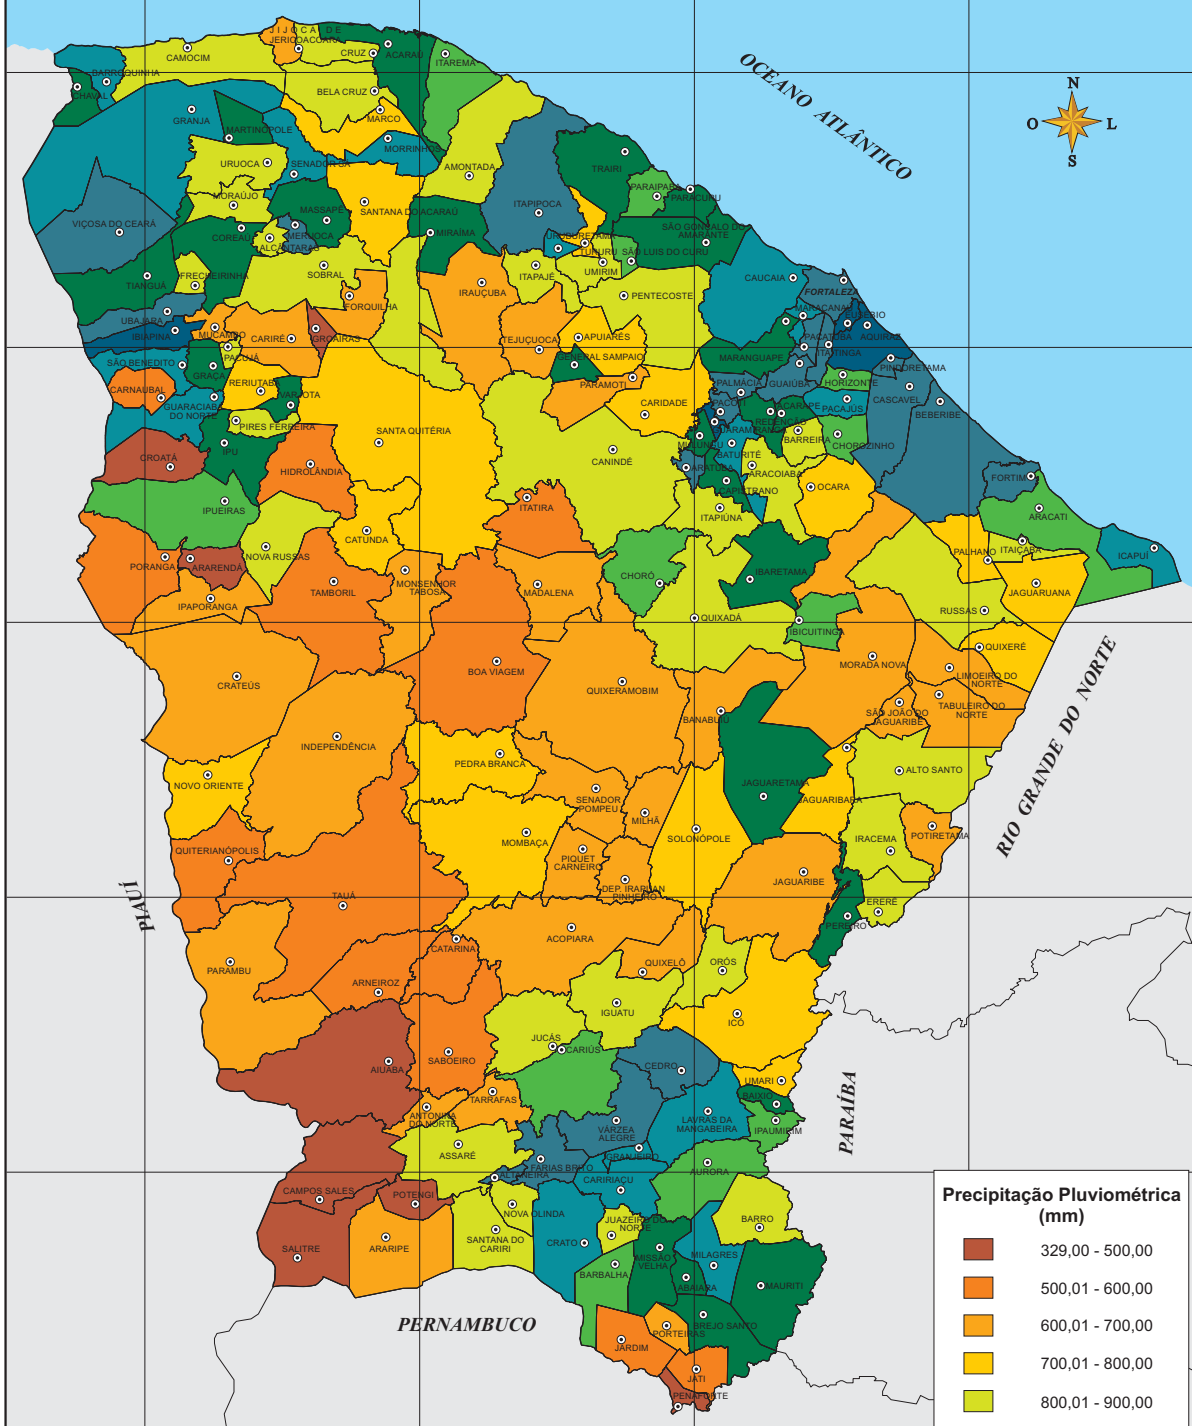 OCEANO ATLÂNTICO
N
O
L
S
JIJOCA DE
JERICOACOARA
CAMOCIM
BARROQUINHA
CHAVAL
CRUZ
ACARAÚ
ITAREMA
BELA CRUZ
MARCO
GRANJA
MARTINÓPOLE
MORRINHOS
URUOCA
SENADOR SÁ
AMONTADA
TRAIRI
PARAIPABA
PARACURU
MORAÚJO
MASSAPÊ
SANTANA DO ACARAÚ
ITAPIPOCA
VIÇOSA DO CEARÁ
COREAÚ
MERUOCA
ALCÂNTARAS
MIRAÍMA
SÃO GONÇALO DO
AMARANTE
URUBURETAMA
TURURU
SÃO LUIS DO CURU
UMIRIM
ITAPAJÉ
TIANGUÁ
FRECHEIRINHA
SOBRAL
CAUCAIA
FORTALEZA
IRAUÇUBA
PENTECOSTE
FORQUILHA
UBAJARA
IBIAPINA
MUCAMBO
CARIRÉ
GROAÍRAS
MARACANAÚ
EUSÉBIO
AQUIRAZ
PACATUBA
ITAITINGA
TEJUÇUOCA
APUIARÉS
GENERAL SAMPAIO
MARANGUAPE
PACUJÁ
SÃO BENEDITO
GRAÇA
PINDORETAMA
GUAIÚBA
HORIZONTE
CARNAUBAL
RERIUTABA
VARJOTA
PARAMOTI
PALMÁCIA
CASCAVEL
GUARACIABA
DO NORTE
CARIDADE
PACOTI
ACARAPE
REDENÇÃO
PACAJÚS
BEBERIBE
PIRES FERREIRA
GUARAMIRANGA
BARREIRA
CHOROZINHO
IPU
SANTA QUITÉRIA
MULUNGU
BATURITÉ
CROATÁ
HIDROLÂNDIA
CANINDÉ
ARATUBA
ARACOIABA
CAPISTRANO
OCARA
FORTIM
IPUEIRAS
ITATIRA
ITAPIÚNA
ARACATI
CATUNDA
NOVA RUSSAS
PORANGA
ARARENDÁ
IPAPORANGA
TAMBORIL
MONSENHOR
TABOSA
MADALENA
CHORÓ
IBARETAMA
PALHANO
ITAIÇABA
ICAPUÍ
JAGUARUANA
RUSSAS
QUIXADÁ
IBICUITINGA
QUIXERÉ
CRATEÚS
BOA VIAGEM
QUIXERAMOBIM
MORADA NOVA
LIMOEIRO DO
NORTE
TABULEIRO DO
NORTE
SÃO JOÃO DO
JAGUARIBE
BANABUIÚ
INDEPENDÊNCIA
RIO GRANDE DO NORTE
NOVO ORIENTE
PEDRA BRANCA
ALTO SANTO
JAGUARETAMA
JAGUARIBARA
SENADOR
POMPEU
MILHÃ
SOLONÓPOLE
MOMBAÇA
IRACEMA
POTIRETAMA
QUITERIANÓPOLIS
PIQUET
CARNEIRO
DEP. IRAPUAN
PINHEIRO
JAGUARIBE
TAUÁ
PIAUÍ
ERERÊ
PEREIRO
ACOPIARA
CATARINA
PARAMBU
ARNEIROZ
QUIXELÔ
ORÓS
IGUATU
ICÓ
JUCÁS
CARIÚS
SABOEIRO
AIUABA
CEDRO
UMARI
BAIXIO
TARRAFAS
ANTONINA
DO NORTE
VÁRZEA
ALEGRE
LAVRAS DA
MANGABEIRA
IPAUMIRIM
PARAÍBA
ASSARÉ
GRANJEIRO
FARIAS BRITO
ALTANEIRA
CARIRIAÇU
AURORA
CAMPOS SALES
POTENGI
NOVA OLINDA
JUAZEIRO DO
NORTE
BARRO
SALITRE
ARARIPE
SANTANA DO
CARIRI
CRATO
MISSÃO
VELHA
MILAGRES
BARBALHA
ABAIARA
MAURITI
PERNAMBUCO
BREJO SANTO
PORTEIRAS
JARDIM
JATI
PENAFORTE
Precipitação Pluviométrica
(mm)
329,00 - 500,00
500,01 - 600,00
600,01 - 700,00
700,01 - 800,00
800,01 - 900,00